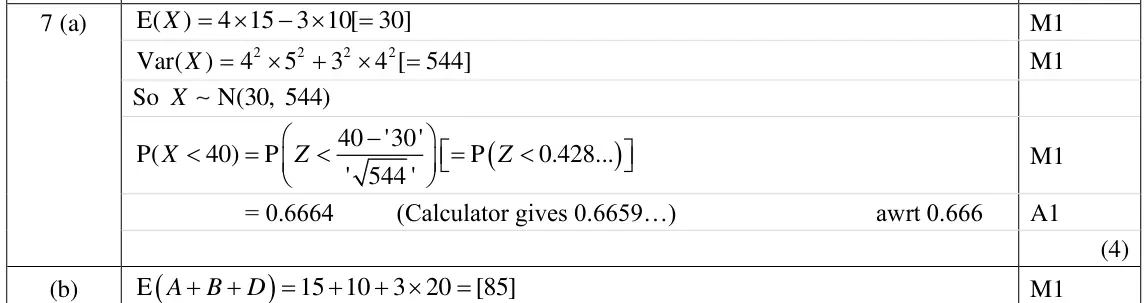 7 (a) E(X) = 4×15 − 3×10[= 30] M1
Var(X) = 4² × 5² + 3² × 4² [= 544] M1
So X ~ N(30, 544)
P(X < 40) = P(Z < (40 − '30') / '√544') [= P(Z < 0.428...)] M1
= 0.6664 (Calculator gives 0.6659…) awrt 0.666 A1
(4)
(b) E(A + B + D) = 15 + 10 + 3 × 20 = [85] M1